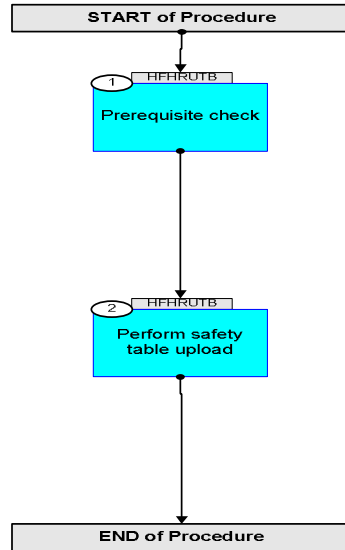 START of Procedure
HFHRUTB
1
Prerequisite check
HFHRUTB
2
Perform safety
table upload
END of Procedure